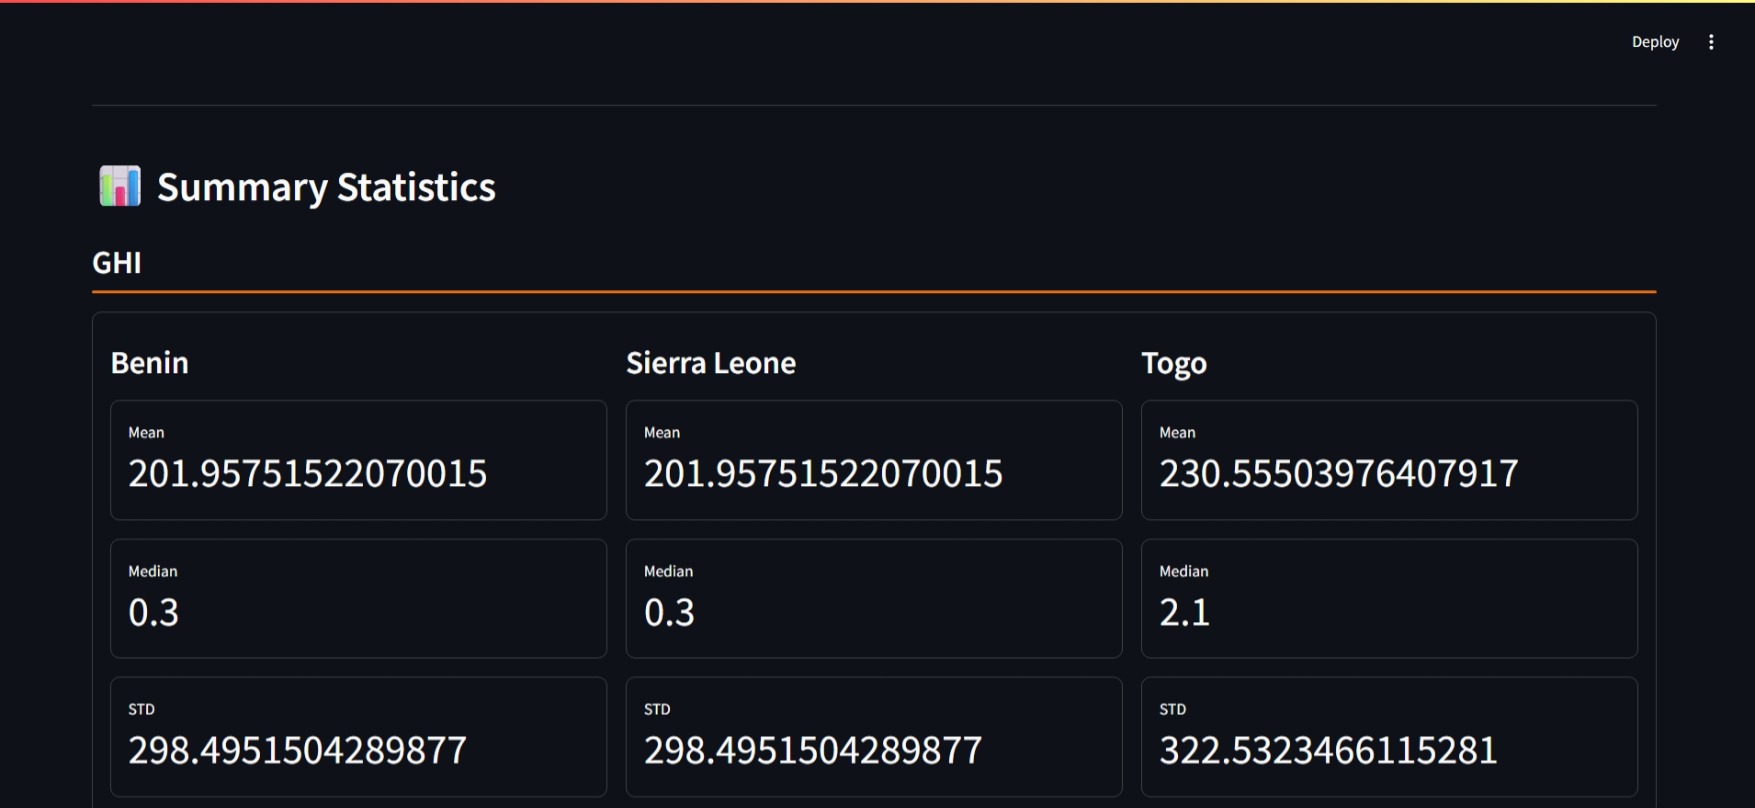 Deploy
Summary Statistics
GHI
Benin
Sierra Leone
Togo
Mean
201.95751522070015
Mean
201.95751522070015
Mean
230.55503976407917
Median
0.3
Median
0.3
Median
2.1
STD
298.4951504289877
STD
298.4951504289877
STD
322.5323466115281